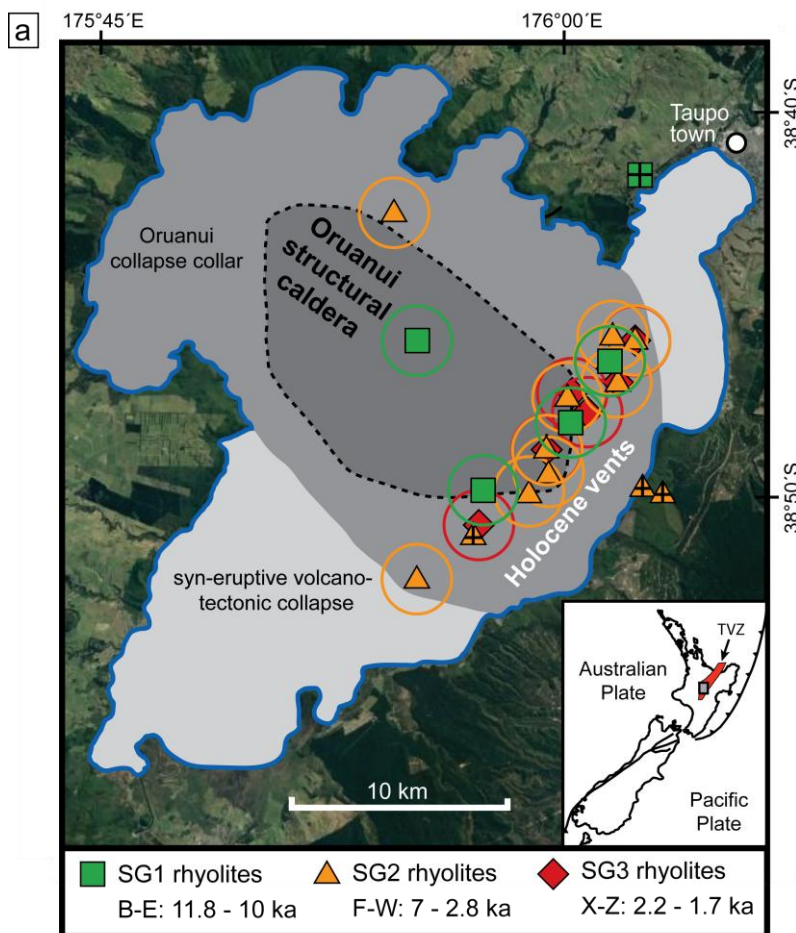 a
175°45´E
176°00´E
Taupo
town
38°40´S
Oruanui
collapse collar
Oruanui
structural
caldera
Holocene vents
38°50´S
syn-eruptive volcano-
tectonic collapse
10 km
TVZ
Australian
Plate
Pacific
Plate
SG1 rhyolites
B-E: 11.8 - 10 ka
SG2 rhyolites
F-W: 7 - 2.8 ka
SG3 rhyolites
X-Z: 2.2 - 1.7 ka